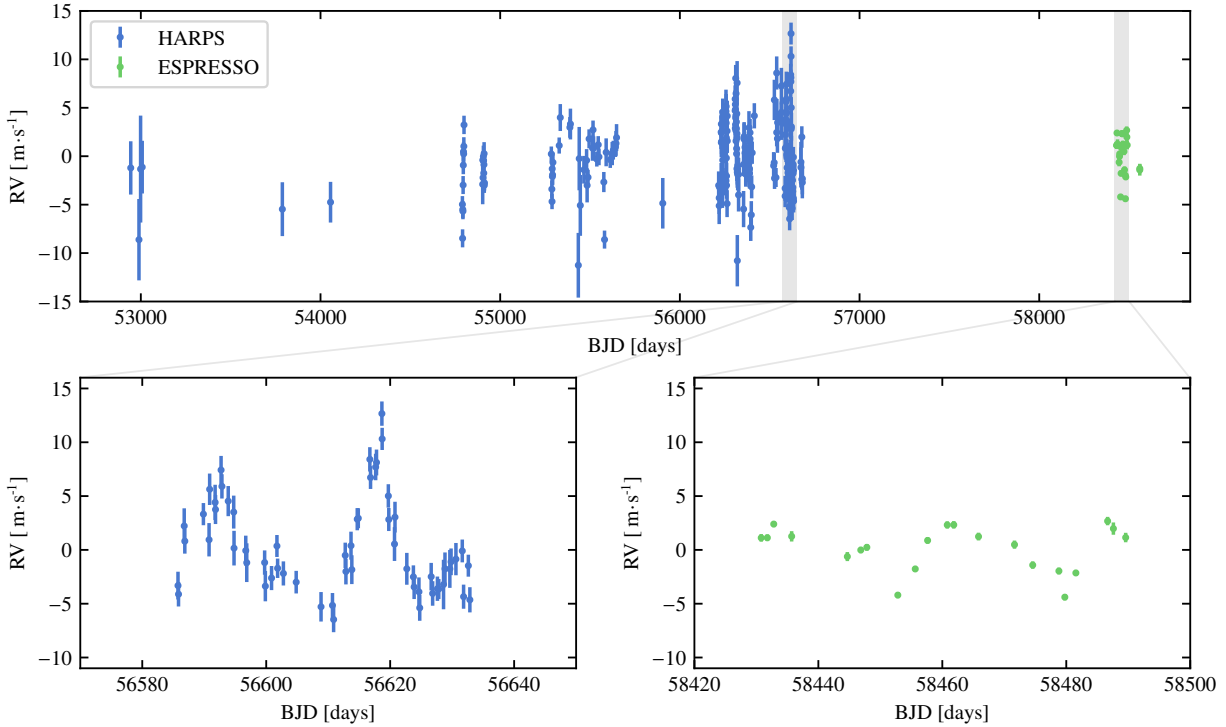 15
10
5
0
−5
−10
−15
RV [ m·s⁻¹]
HARPS
ESPRESSO
53000 54000 55000 56000 57000 58000
BJD [days]
15
10
5
0
−5
−10
RV [ m·s⁻¹]
56580 56600 56620 56640
BJD [days]
15
10
5
0
−5
−10
RV [ m·s⁻¹]
58420 58440 58460 58480 58500
BJD [days]